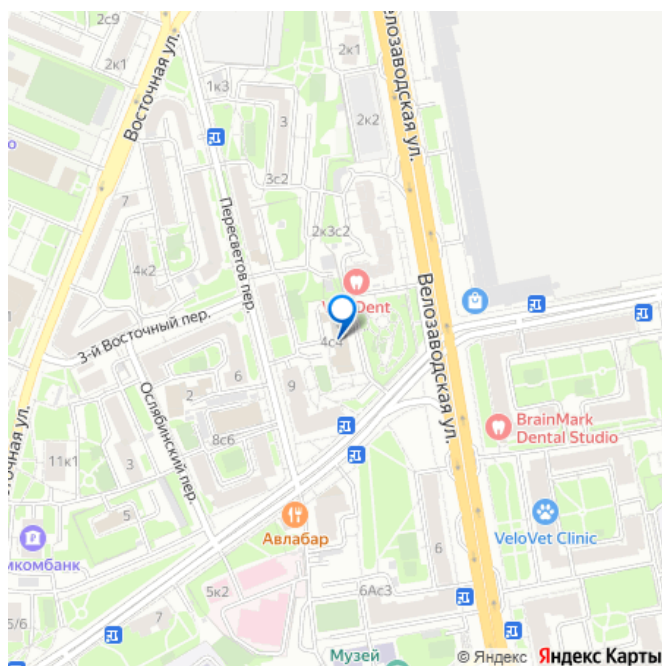 2с9
2к1
Восточная ул.
1к3
2к1
Велозаводская ул.
3
2к2
3с2
7
Пересветов пер.
2к3с2
4к2
Dent
3-й Восточный пер.
4с4
Велозаводская ул.
6
9
2
Ослябинский пер.
BrainMark
Dental Studio
8с6
11к1
3
5
Авлабар
VeloVet Clinic
6
мкомбанк
5к2
6Ас3
5/6
7
Музей
© Яндекс Яндекс Карты